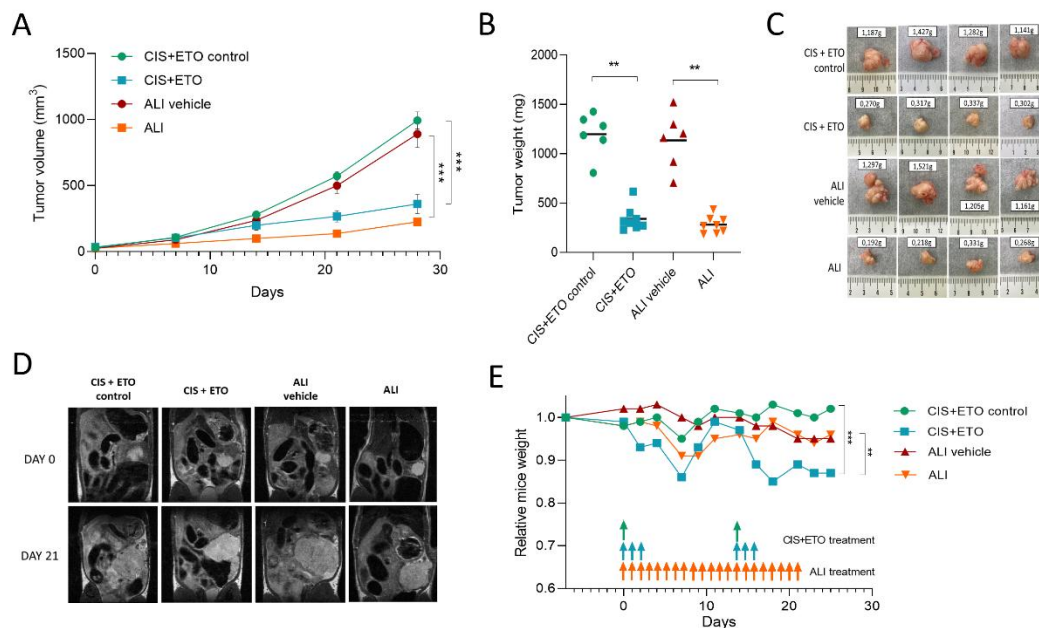 A
CIS+ETO control
CIS+ETO
ALI vehicle
ALI
Tumor volume (mm³)
1500
1000
500
0
0 10 20 30
Days
***
***
B
Tumor weight (mg)
2000
1500
1000
500
0
**
**
CIS+ETO control
CIS+ETO
ALI vehicle
ALI
C
CIS + ETO
control
1,187g 1,427g 1,282g 1,141g
CIS + ETO
0,270g 0,317g 0,337g 0,302g
ALI
vehicle
1,297g 1,521g
1,205g 1,161g
ALI
0,192g 0,218g 0,331g 0,268g
D
CIS + ETO
control
CIS + ETO
ALI
vehicle
ALI
DAY 0
DAY 21
E
Relative mice weight
1.0
0.9
0.8
0.7
0.6
0 10 20 30
Days
***
**
CIS+ETO control
CIS+ETO
ALI vehicle
ALI
CIS+ETO treatment
ALI treatment